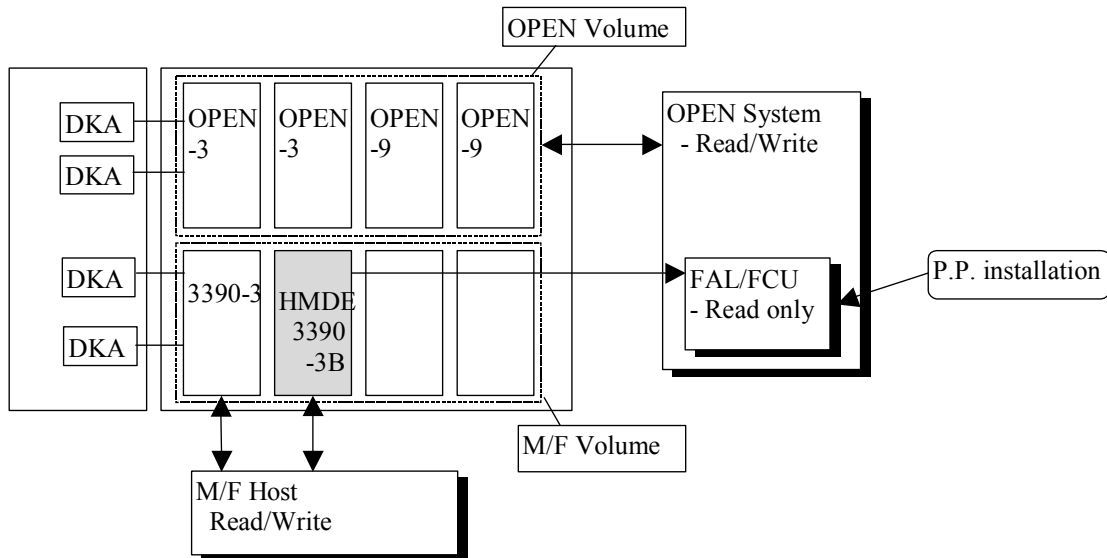 OPEN Volume
DKA
DKA
DKA
DKA
OPEN
-3
OPEN
-3
OPEN
-9
OPEN
-9
OPEN System
- Read/Write
3390-3
HMDE
3390
-3B
FAL/FCU
- Read only
P.P. installation
M/F Volume
M/F Host
Read/Write